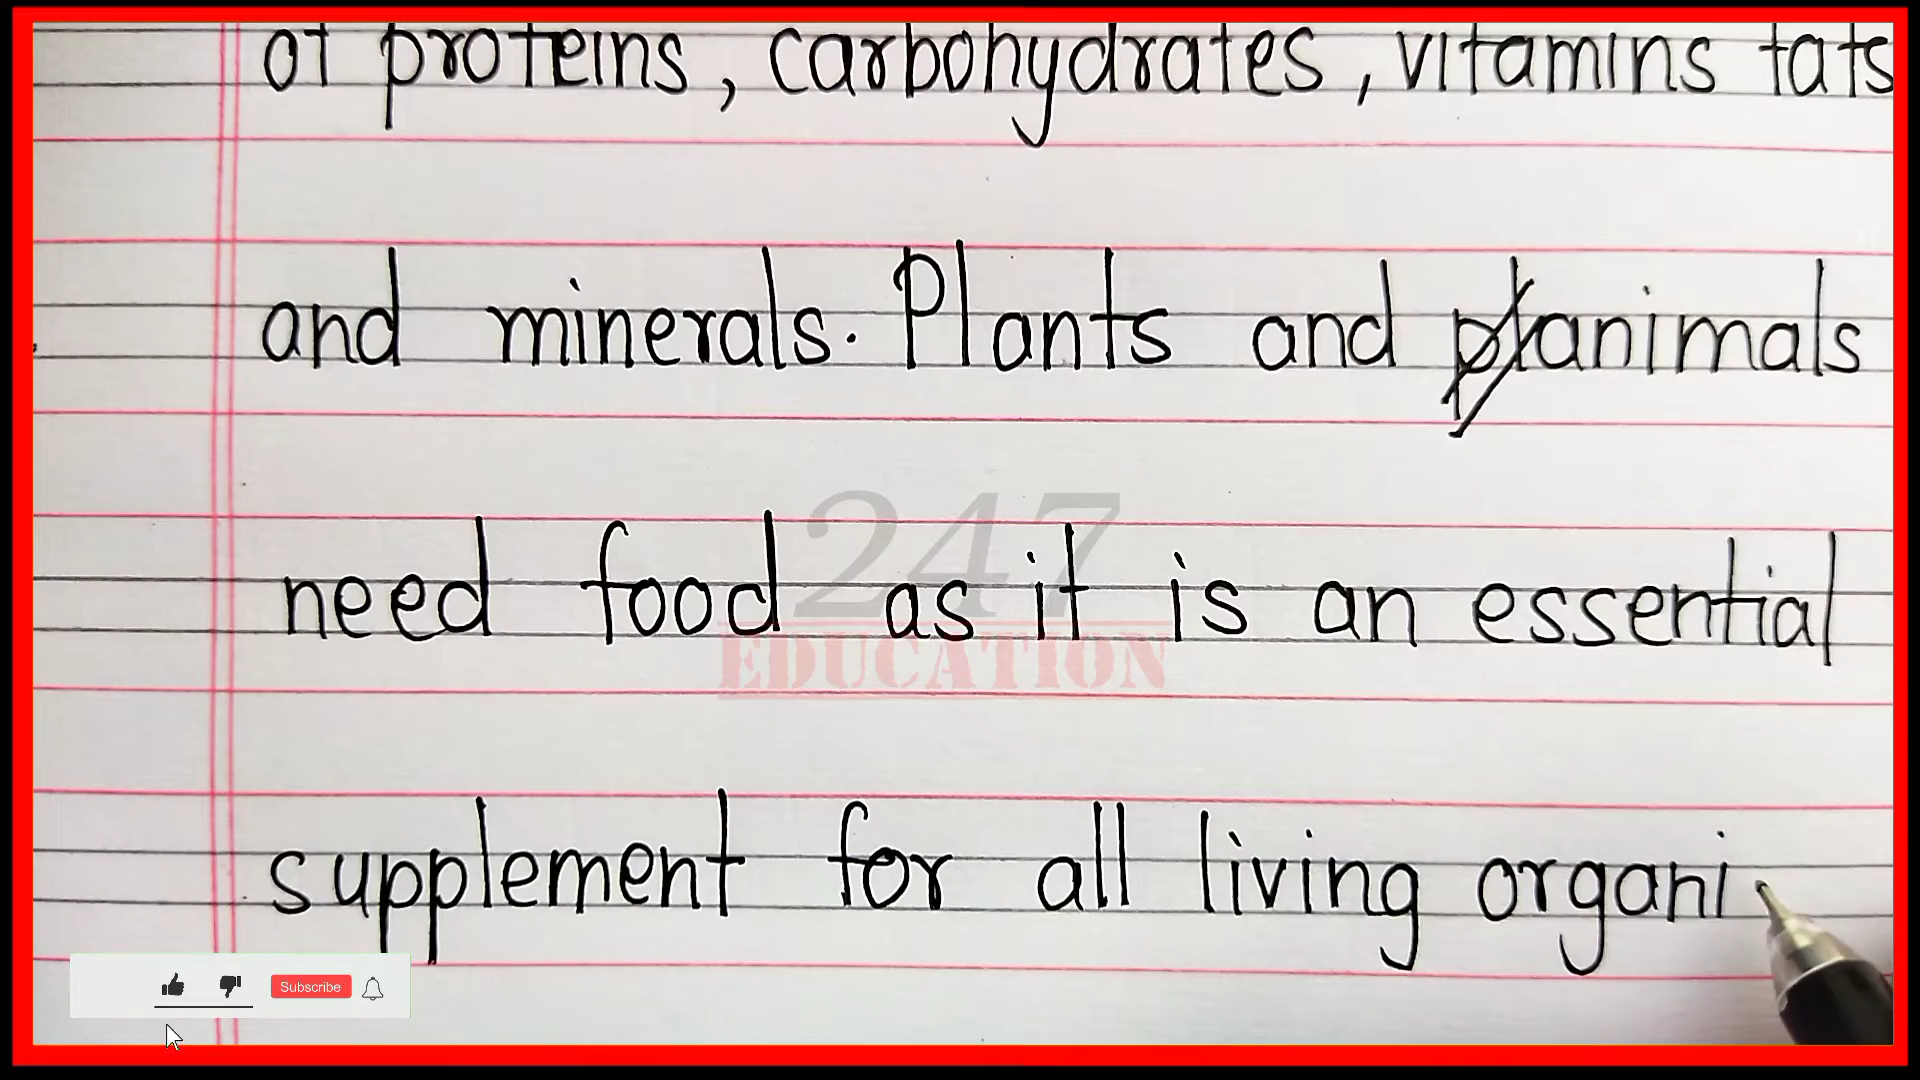 of proteins, carbohydrates, vitamins fats
and minerals. Plants and planimals
need food as it is an essential
247
EDUCATION
supplement for all living organi
Subscribe